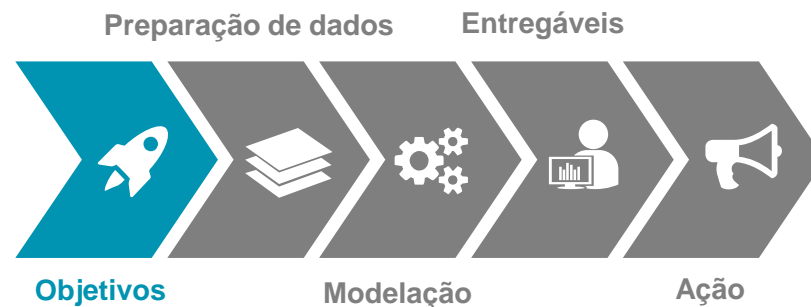 Preparação de dados
Entregáveis
Objetivos
Modelação
Ação